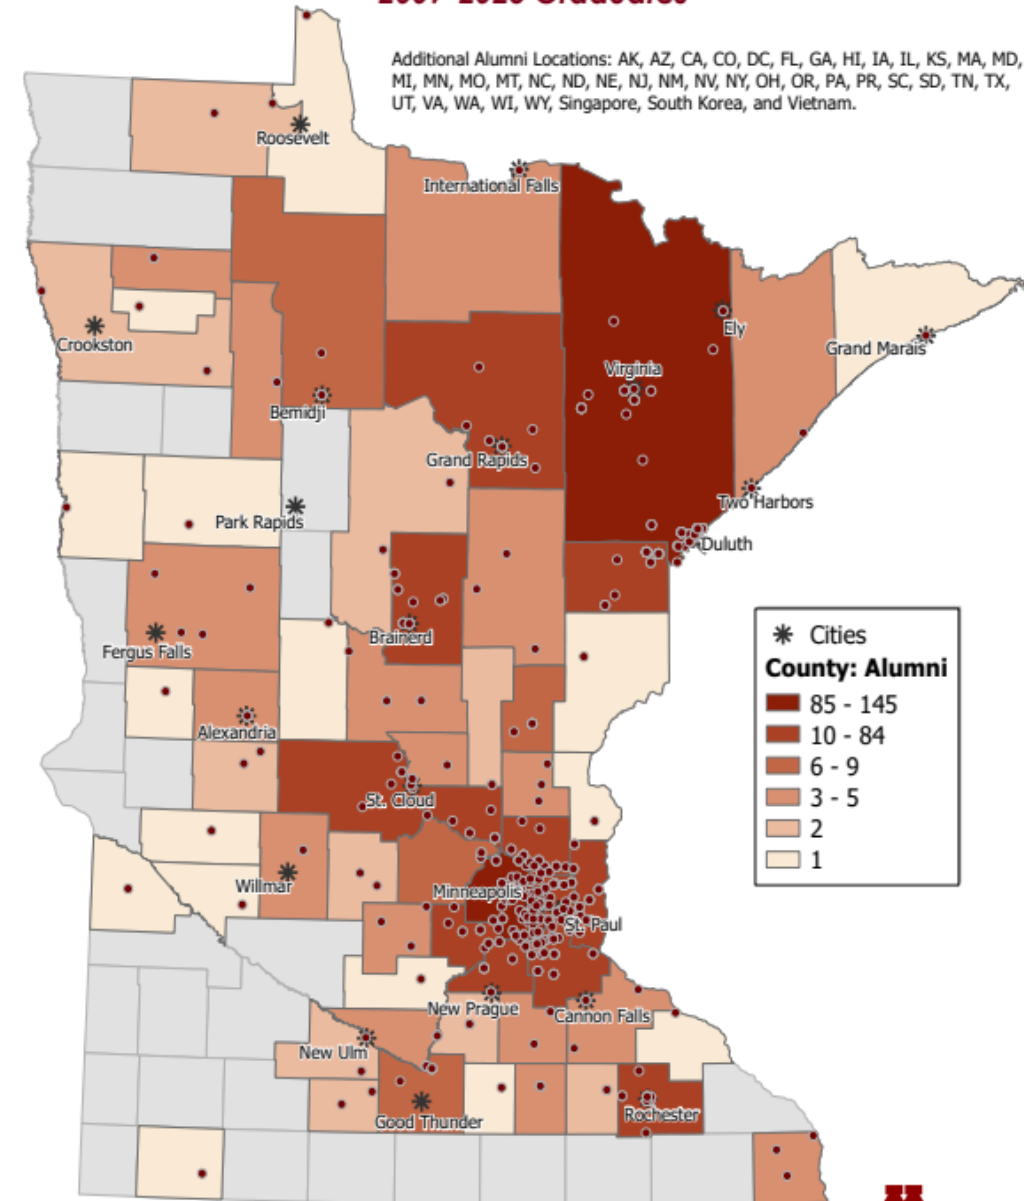 2007-2020 Graduates
Additional Alumni Locations: AK, AZ, CA, CO, DC, FL, GA, HI, IA, IL, KS, MA, MD,
MI, MN, MO, MT, NC, ND, NE, NJ, NM, NV, NY, OH, OR, PA, PR, SC, SD, TN, TX,
UT, VA, WA, WI, WY, Singapore, South Korea, and Vietnam.
Roosevelt
International Falls
Ely
Crookston
Grand Marais
Virginia
Bemidji
Grand Rapids
Two Harbors
Park Rapids
Duluth
Brainerd
Fergus Falls
Cities
County: Alumni
85 - 145
10 - 84
6 - 9
3 - 5
2
1
Alexandria
St. Cloud
Willmar
Minneapolis
St. Paul
New Prague
Cannon Falls
New Ulm
Good Thunder
Rochester